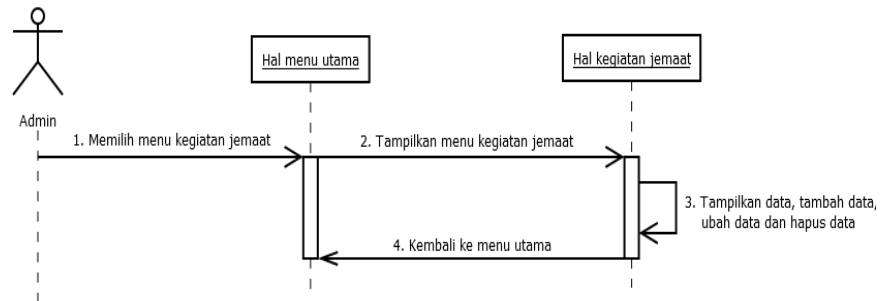 Hal menu utama
Hal kegiatan jemaat
Admin
1. Memilih menu kegiatan jemaat
2. Tampilkan menu kegiatan jemaat
3. Tampilkan data, tambah data,
ubah data dan hapus data
4. Kembali ke menu utama